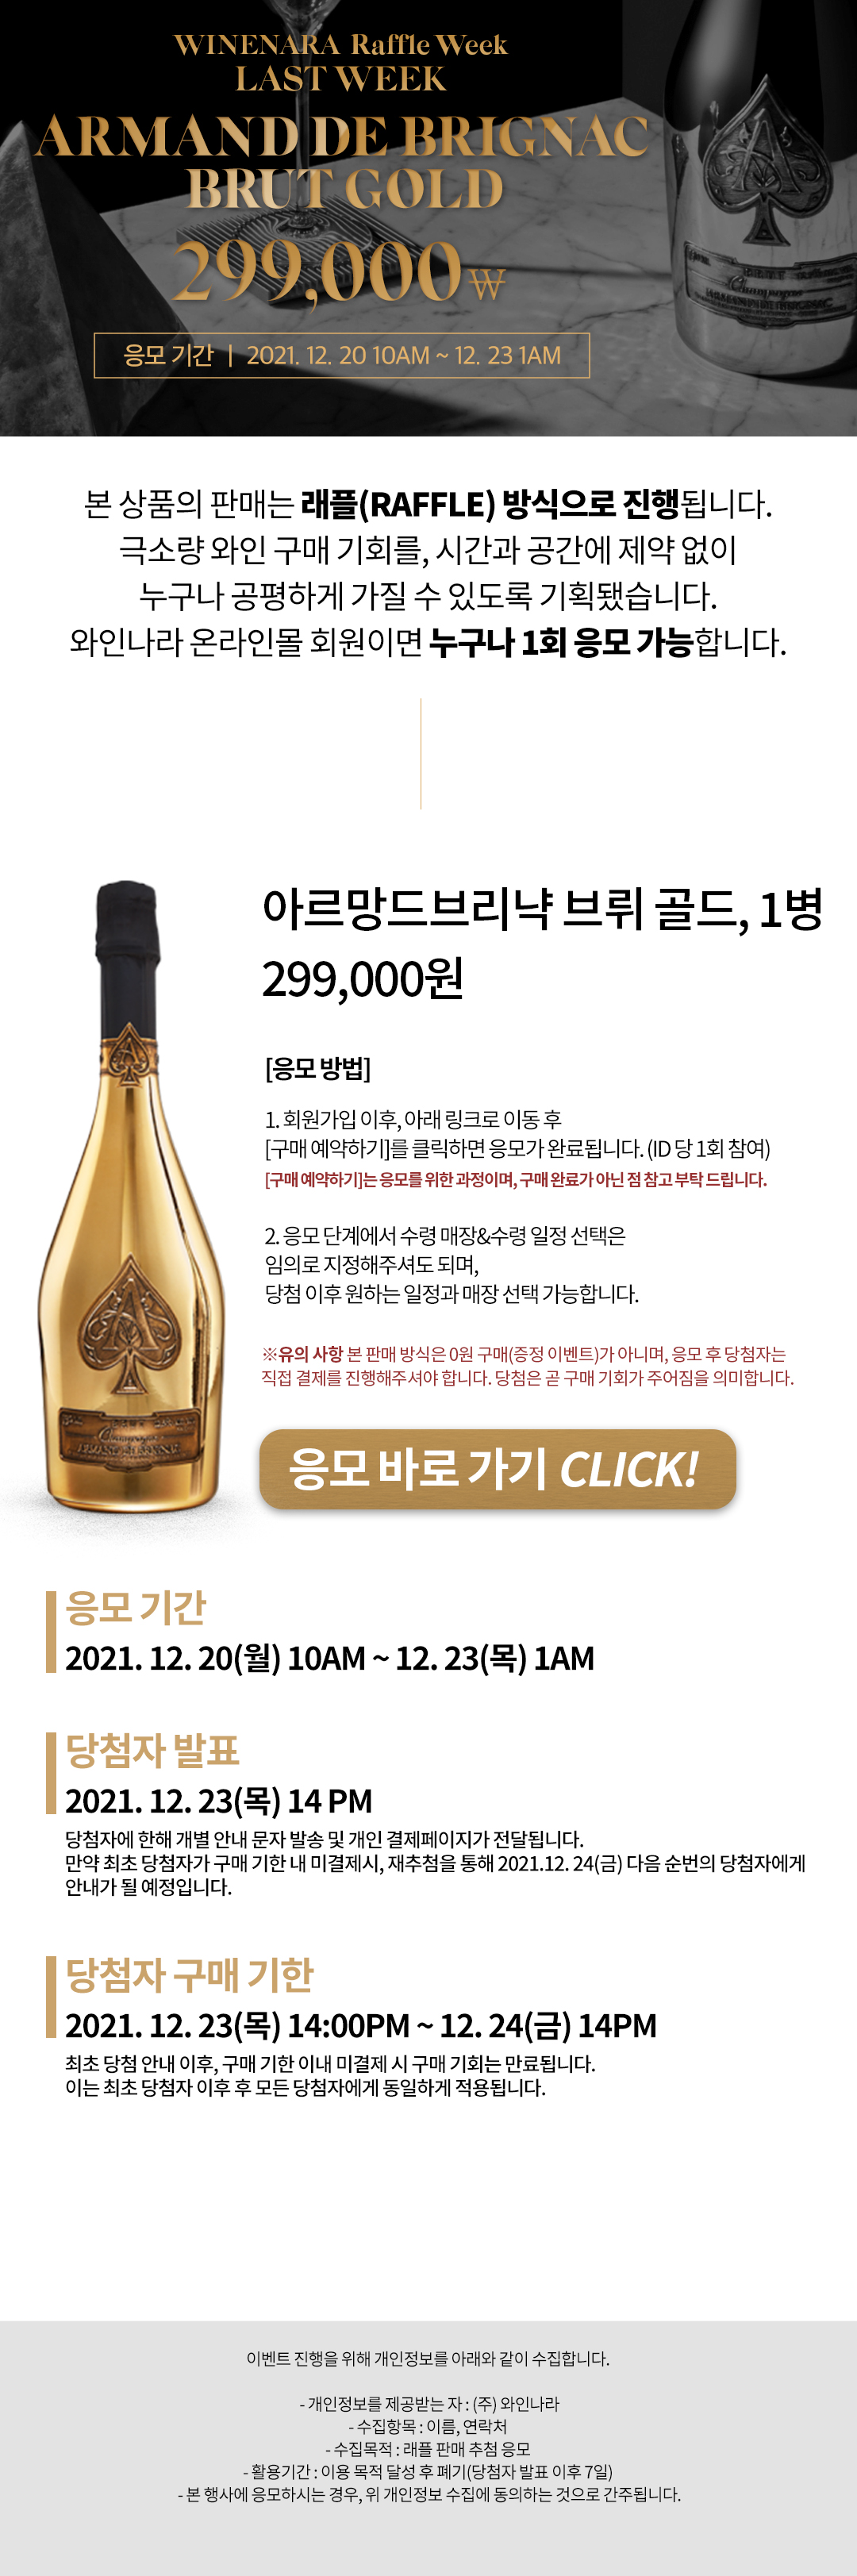 WINENARA Raffle Week
LAST WEEK
ARMAND DE BRIGNAC
BRUT GOLD
299,000₩
응모 기간 | 2021. 12. 20 10AM ~ 12. 23 1AM
본 상품의 판매는 래플(RAFFLE) 방식으로 진행됩니다.
극소량 와인 구매 기회를, 시간과 공간에 제약 없이
누구나 공평하게 가질 수 있도록 기획됐습니다.
와인나라 온라인몰 회원이면 누구나 1회 응모 가능합니다.
아르망드브리냑 브뤼 골드, 1병
299,000원
[응모 방법]
1. 회원가입 이후, 아래 링크로 이동 후
[구매 예약하기]를 클릭하면 응모가 완료됩니다. (ID 당 1회 참여)
[구매 예약하기]는 응모를 위한 과정이며, 구매 완료가 아닌 점 참고 부탁 드립니다.
2. 응모 단계에서 수령 매장&수령 일정 선택은
임의로 지정해주셔도 되며,
당첨 이후 원하는 일정과 매장 선택 가능합니다.
※유의 사항 본 판매 방식은 0원 구매(증정 이벤트)가 아니며, 응모 후 당첨자는
직접 결제를 진행해주셔야 합니다. 당첨은 곧 구매 기회가 주어짐을 의미합니다.
Champagne
응모 바로 가기 CLICK!
응모 기간
2021. 12. 20(월) 10AM ~ 12. 23(목) 1AM
당첨자 발표
2021. 12. 23(목) 14 PM
당첨자에 한해 개별 안내 문자 발송 및 개인 결제페이지가 전달됩니다.
만약 최초 당첨자가 구매 기한 내 미결제시, 재추첨을 통해 2021.12. 24(금) 다음 순번의 당첨자에게
안내가 될 예정입니다.
당첨자 구매 기한
2021. 12. 23(목) 14:00PM ~ 12. 24(금) 14PM
최초 당첨 안내 이후, 구매 기한 이내 미결제 시 구매 기회는 만료됩니다.
이는 최초 당첨자 이후 후 모든 당첨자에게 동일하게 적용됩니다.
이벤트 진행을 위해 개인정보를 아래와 같이 수집합니다.
- 개인정보를 제공받는 자 : (주) 와인나라
- 수집항목 : 이름, 연락처
- 수집목적 : 래플 판매 추첨 응모
- 활용기간 : 이용 목적 달성 후 폐기(당첨자 발표 이후 7일)
- 본 행사에 응모하시는 경우, 위 개인정보 수집에 동의하는 것으로 간주됩니다.